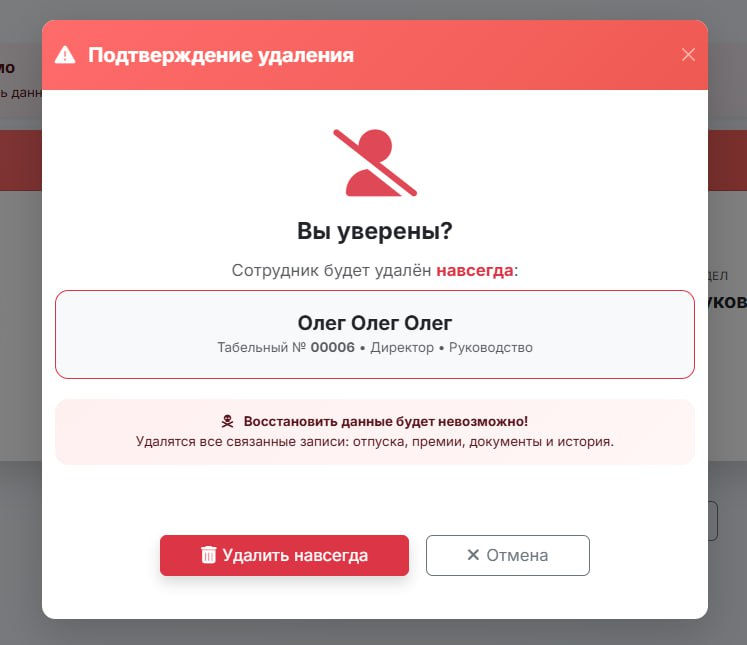 Подтверждение удаления
мо
ь данн
Вы уверены?
Сотрудник будет удалён навсегда:
ДЕЛ
уков
Олег Олег Олег
Табельный № 00006 • Директор • Руководство
Восстановить данные будет невозможно!
Удалятся все связанные записи: отпуска, премии, документы и история.
Удалить навсегда
Отмена